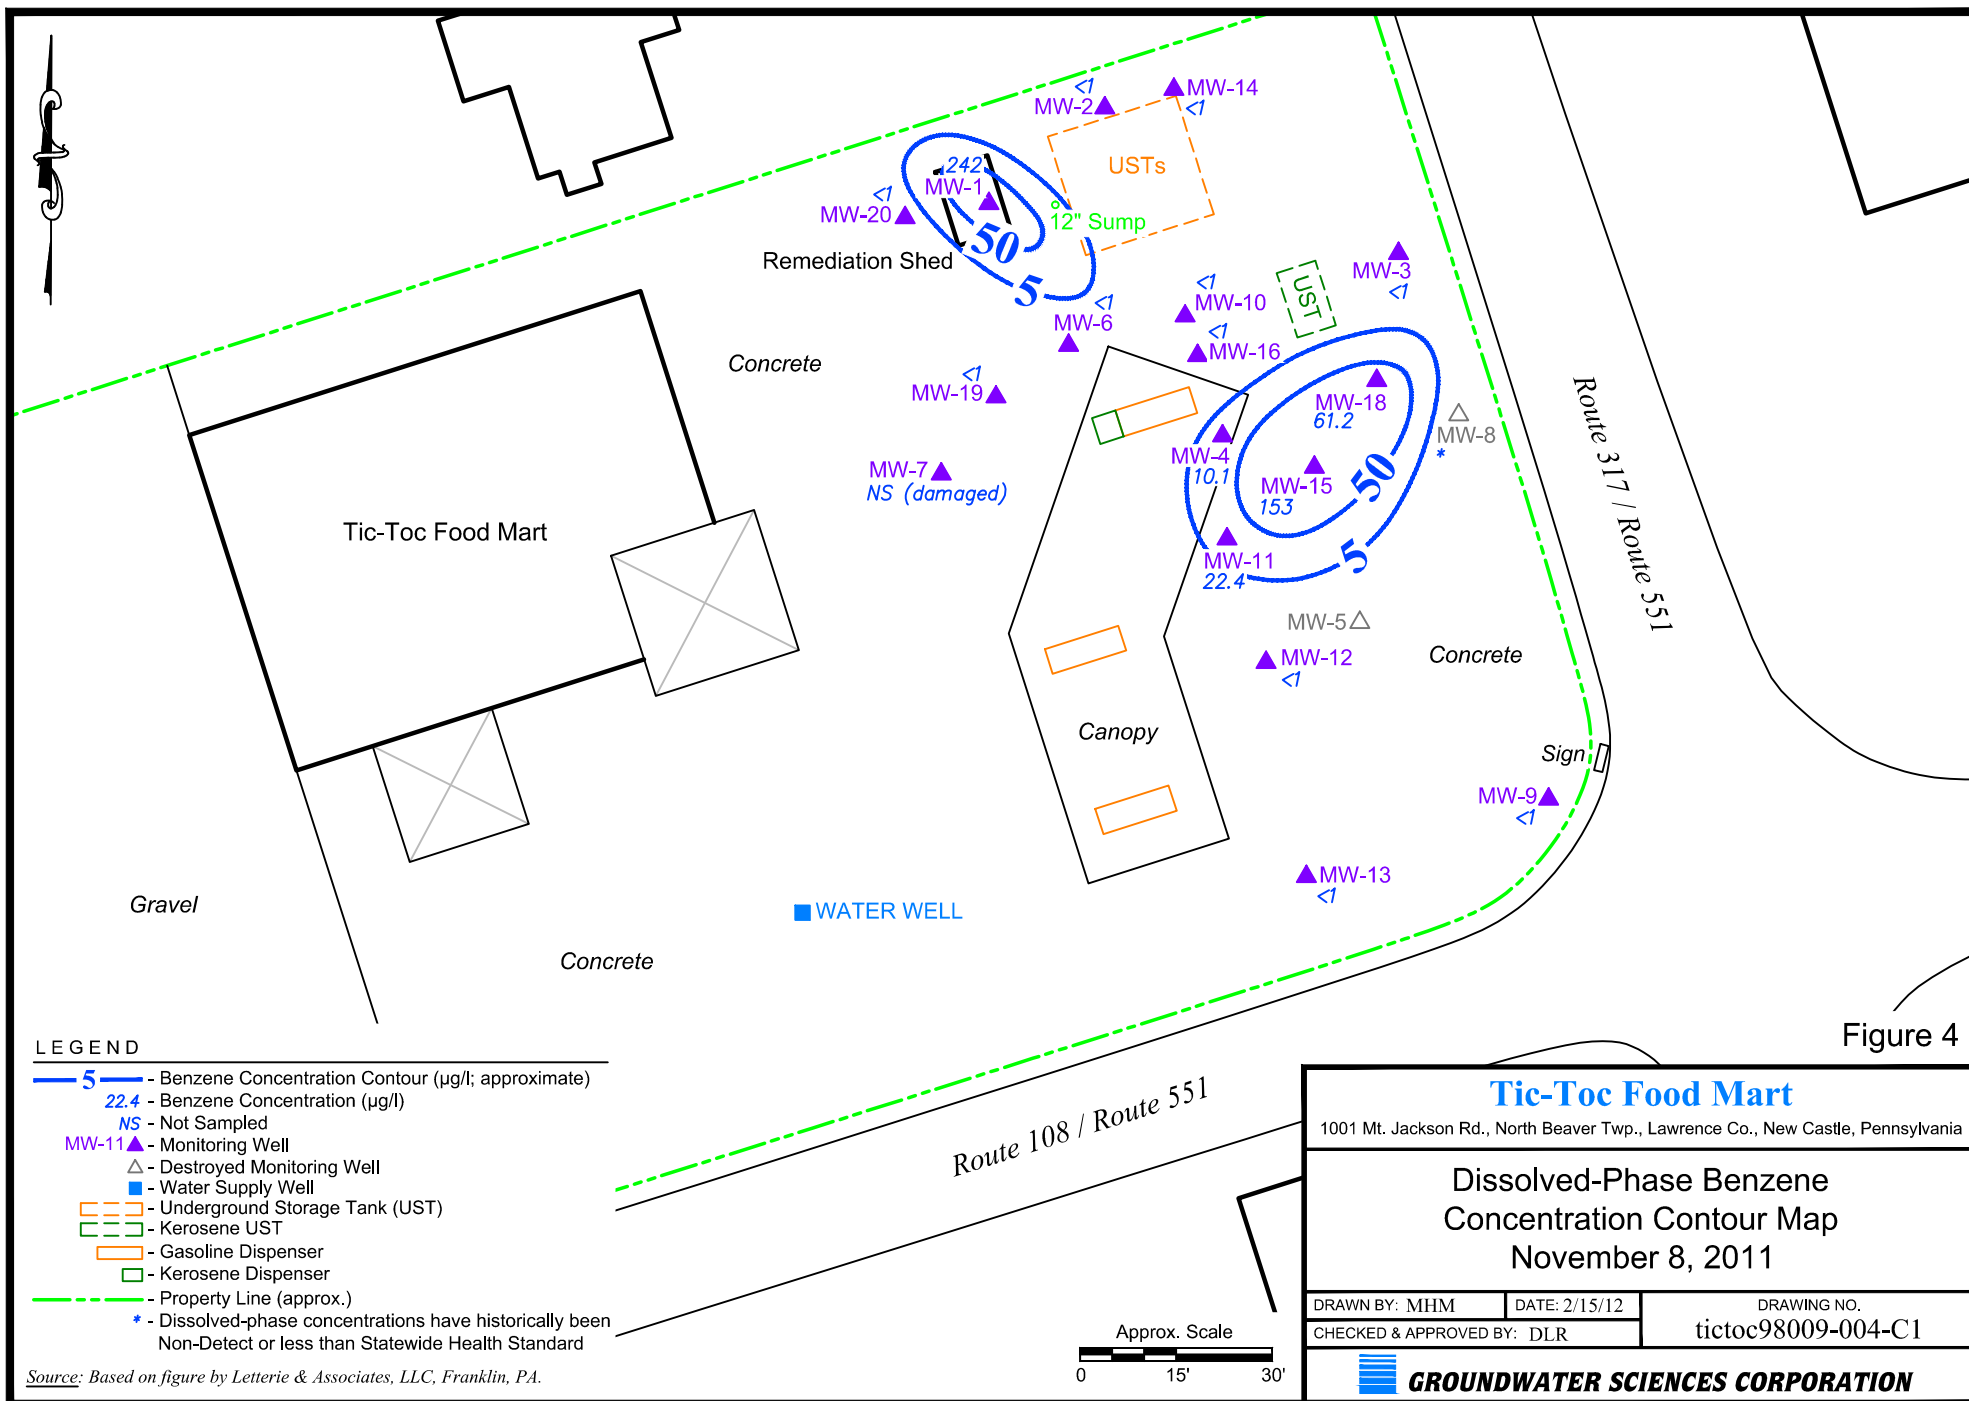 <1
MW-2
MW-14
<1
USTs
242
MW-1
<1
MW-20
12" Sump
50
Remediation Shed
5
MW-3
<1
UST
<1
MW-10
<1
MW-6
<1
MW-16
Concrete
<1
MW-19
MW-18
61.2
MW-8
*
MW-4
10.1
MW-7
NS (damaged)
MW-15
153
50
Route 317 / Route 551
Tic-Toc Food Mart
MW-11
22.4
5
MW-5
MW-12
<1
Concrete
Canopy
Sign
MW-9
<1
MW-13
<1
Gravel
WATER WELL
Concrete
Figure 4
Route 108 / Route 551
LEGEND
5 - Benzene Concentration Contour (µg/l; approximate)
22.4 - Benzene Concentration (µg/l)
NS - Not Sampled
MW-11 - Monitoring Well
- Destroyed Monitoring Well
- Water Supply Well
- Underground Storage Tank (UST)
- Kerosene UST
- Gasoline Dispenser
- Kerosene Dispenser
- Property Line (approx.)
* - Dissolved-phase concentrations have historically been
Non-Detect or less than Statewide Health Standard
Source: Based on figure by Letterie & Associates, LLC, Franklin, PA.
Approx. Scale
0 15' 30'
Tic-Toc Food Mart
1001 Mt. Jackson Rd., North Beaver Twp., Lawrence Co., New Castle, Pennsylvania
Dissolved-Phase Benzene
Concentration Contour Map
November 8, 2011
DRAWN BY: MHM
DATE: 2/15/12
DRAWING NO.
CHECKED & APPROVED BY: DLR
tictoc98009-004-C1
GROUNDWATER SCIENCES CORPORATION